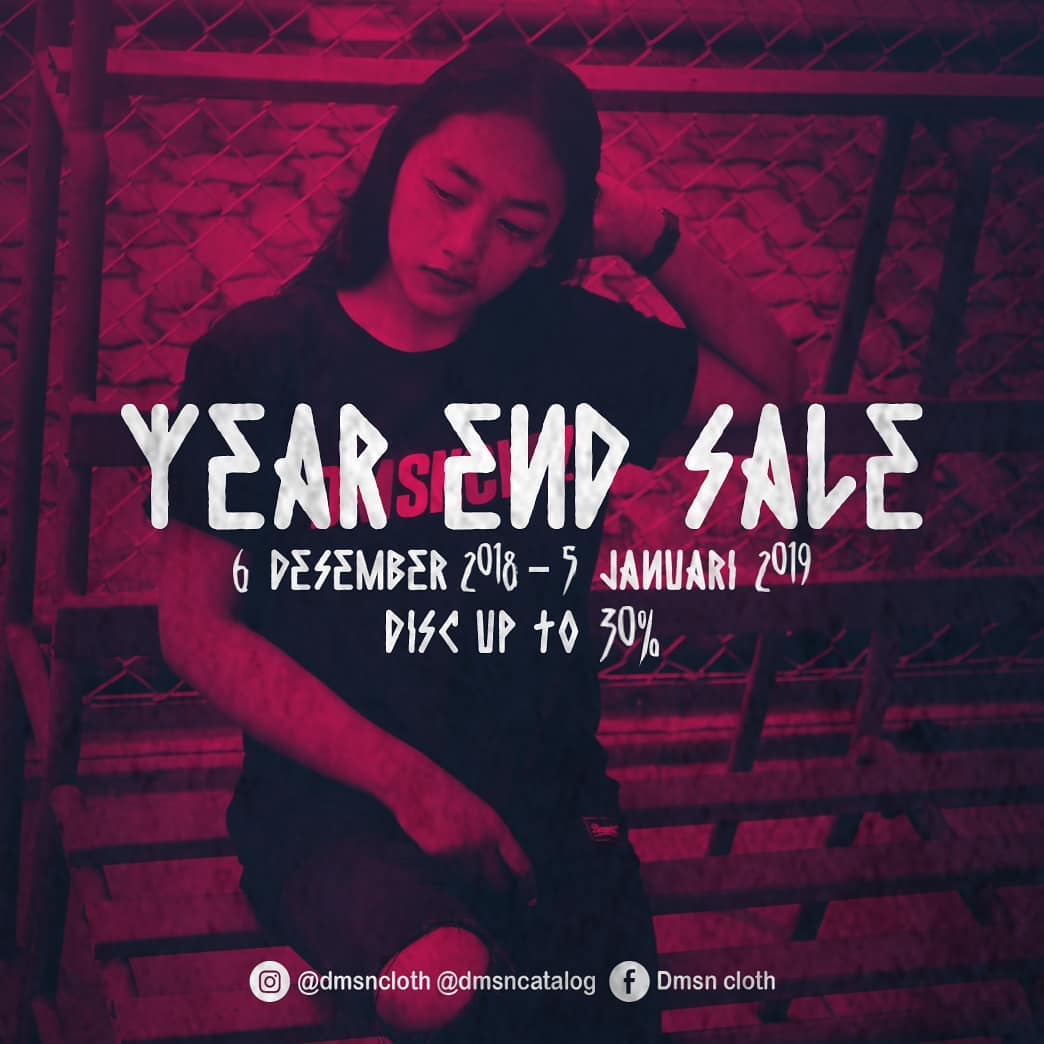 YEAR END SALE
6 DESEMBER 2018 - 5 JANUARI 2019
DISC UP TO 30%
@dmsncloth @dmsncatalog Dmsn cloth